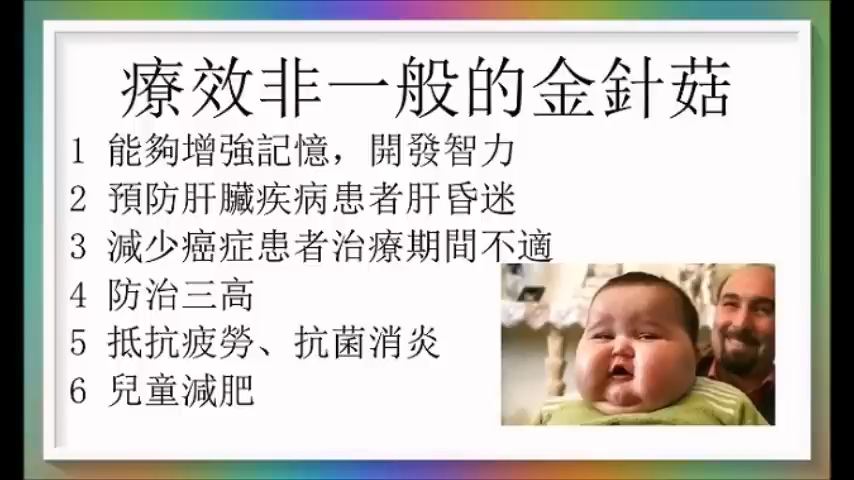 療效非一般的金針菇
1 能夠增強記憶，開發智力
2 預防肝臟疾病患者肝昏迷
3 減少癌症患者治療期間不適
4 防治三高
5 抵抗疲勞、抗菌消炎
6 兒童減肥